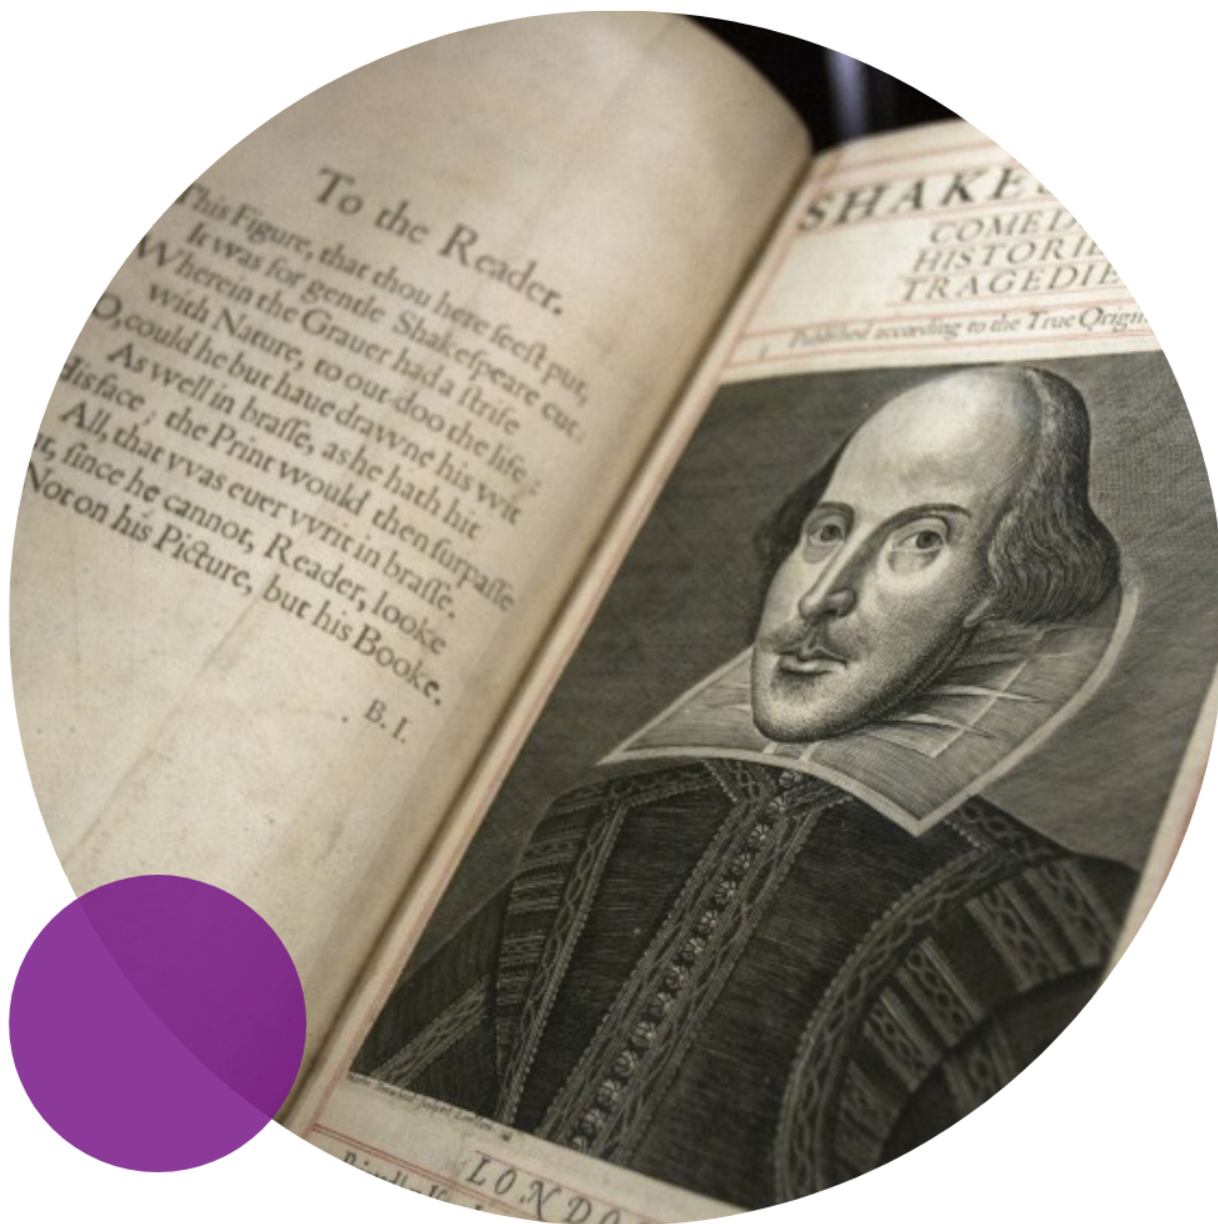 To the Reader.
This Figure, that thou here ſeeſt put,
It was for gentle Shakeſpeare cut;
Wherein the Grauer had a ſtrife
with Nature, to out-doo the life:
O, could he but haue dravvne his wit
As well in braſſe, as he hath hit
His face; the Print would then ſurpaſſe
All, that vvas euer vvrit in braſſe.
, ſince he cannot, Reader, looke
Not on his Picture, but his Booke.
B. I.
SHAKES
COMED
HISTORIE
TRAGEDIE
Publiſhed according to the True Origin
LONDO